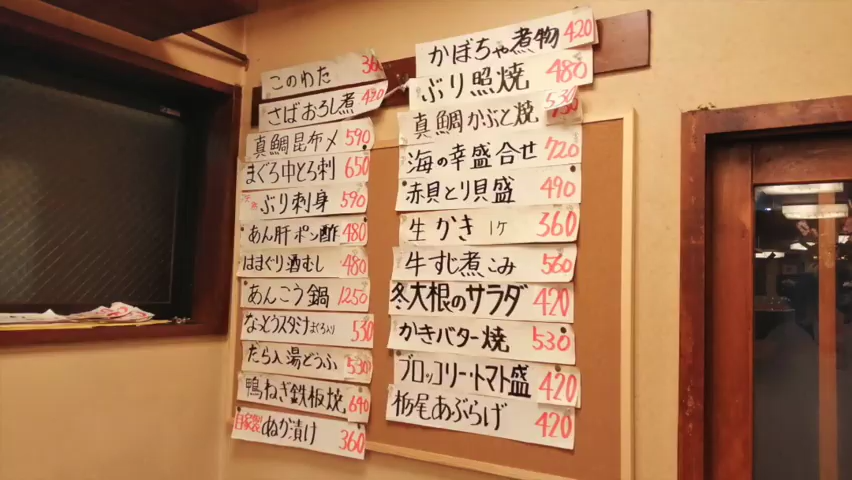 このわた 360
さばおろし煮 420
真鯛昆布〆 590
まぐろ中とろ刺 650
ぶり刺身 590
あん肝ポン酢 480
はまぐり酒むし 480
あんこう鍋 1250
なっとうスタミナ まぐろ入り 530
たら入湯どうふ 530
鴨ねぎ鉄板焼 640
自家製 ぬか漬け 360
かぼちゃ煮物 420
ぶり照焼 480
真鯛かぶと焼 530
海の幸盛合せ 720
赤貝とり貝盛 490
生かき 1ケ 360
牛すじ煮こみ 560
冬大根のサラダ 420
かきバター焼 530
ブロッコリー・トマト盛 420
栃尾あぶらげ 420